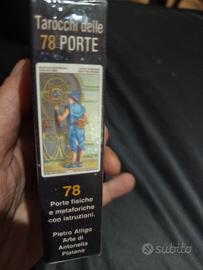 Tarocchi delle
78 PORTE
78
Porte fisiche
e metaforiche
con istruzioni.
Pietro Alligo
Arte di
Antonella
Platano
subito